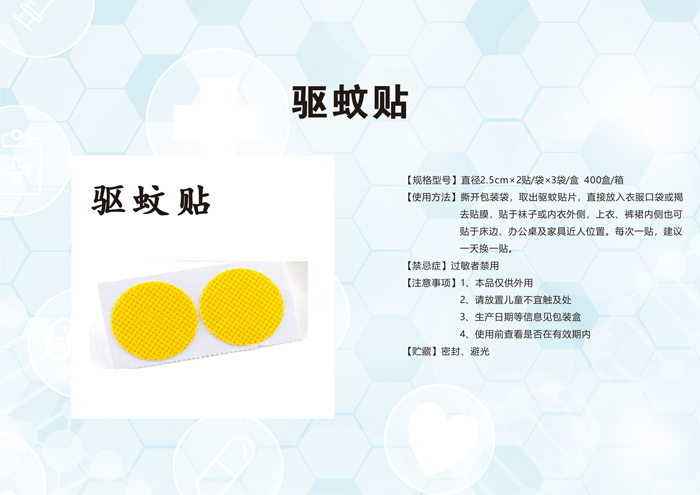 驱蚊贴
驱蚊贴
【规格型号】直径2.5cm×2贴/袋×3袋/盒 400盒/箱
【使用方法】撕开包装袋，取出驱蚊贴片，直接放入衣服口袋或揭
去贴膜，贴于袜子或内衣外侧，上衣、裤裙内侧也可
贴于床边、办公桌及家具近人位置。每次一贴，建议
一天换一贴。
【禁忌症】过敏者禁用
【注意事项】1、本品仅供外用
2、请放置儿童不宜触及处
3、生产日期等信息见包装盒
4、使用前查看是否在有效期内
【贮藏】密封、避光